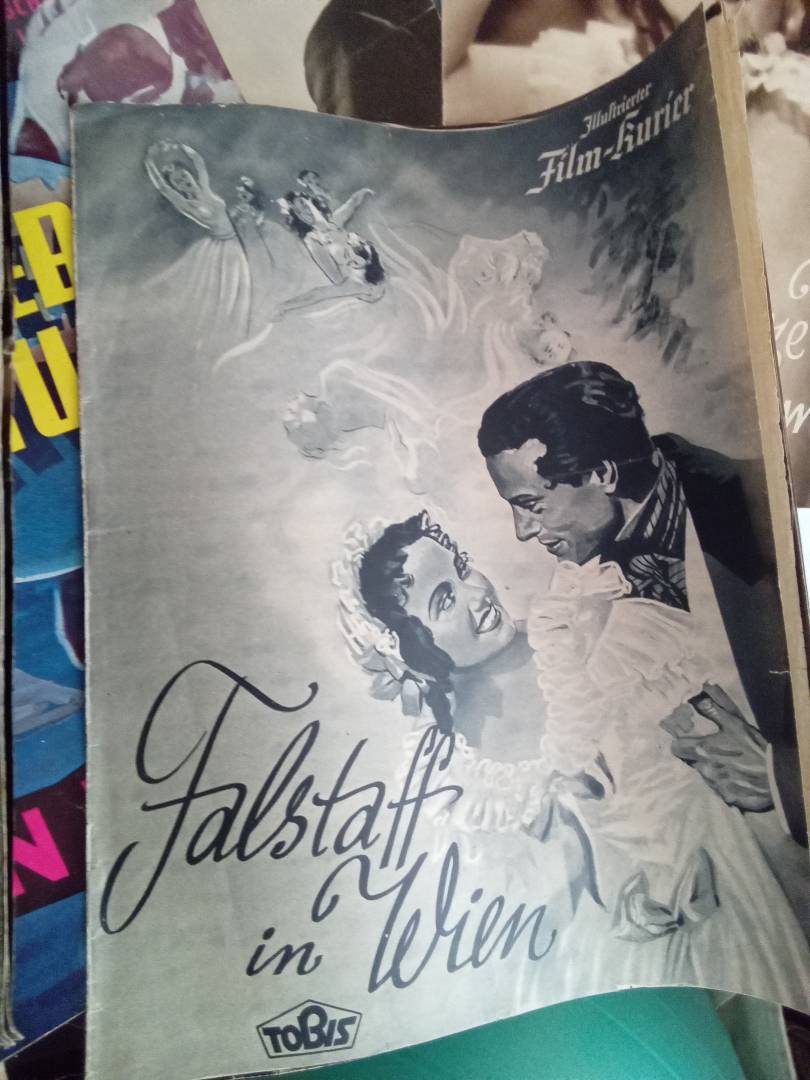 Illustrierter
Film-Kurier
Falstaff
in Wien
TOBIS